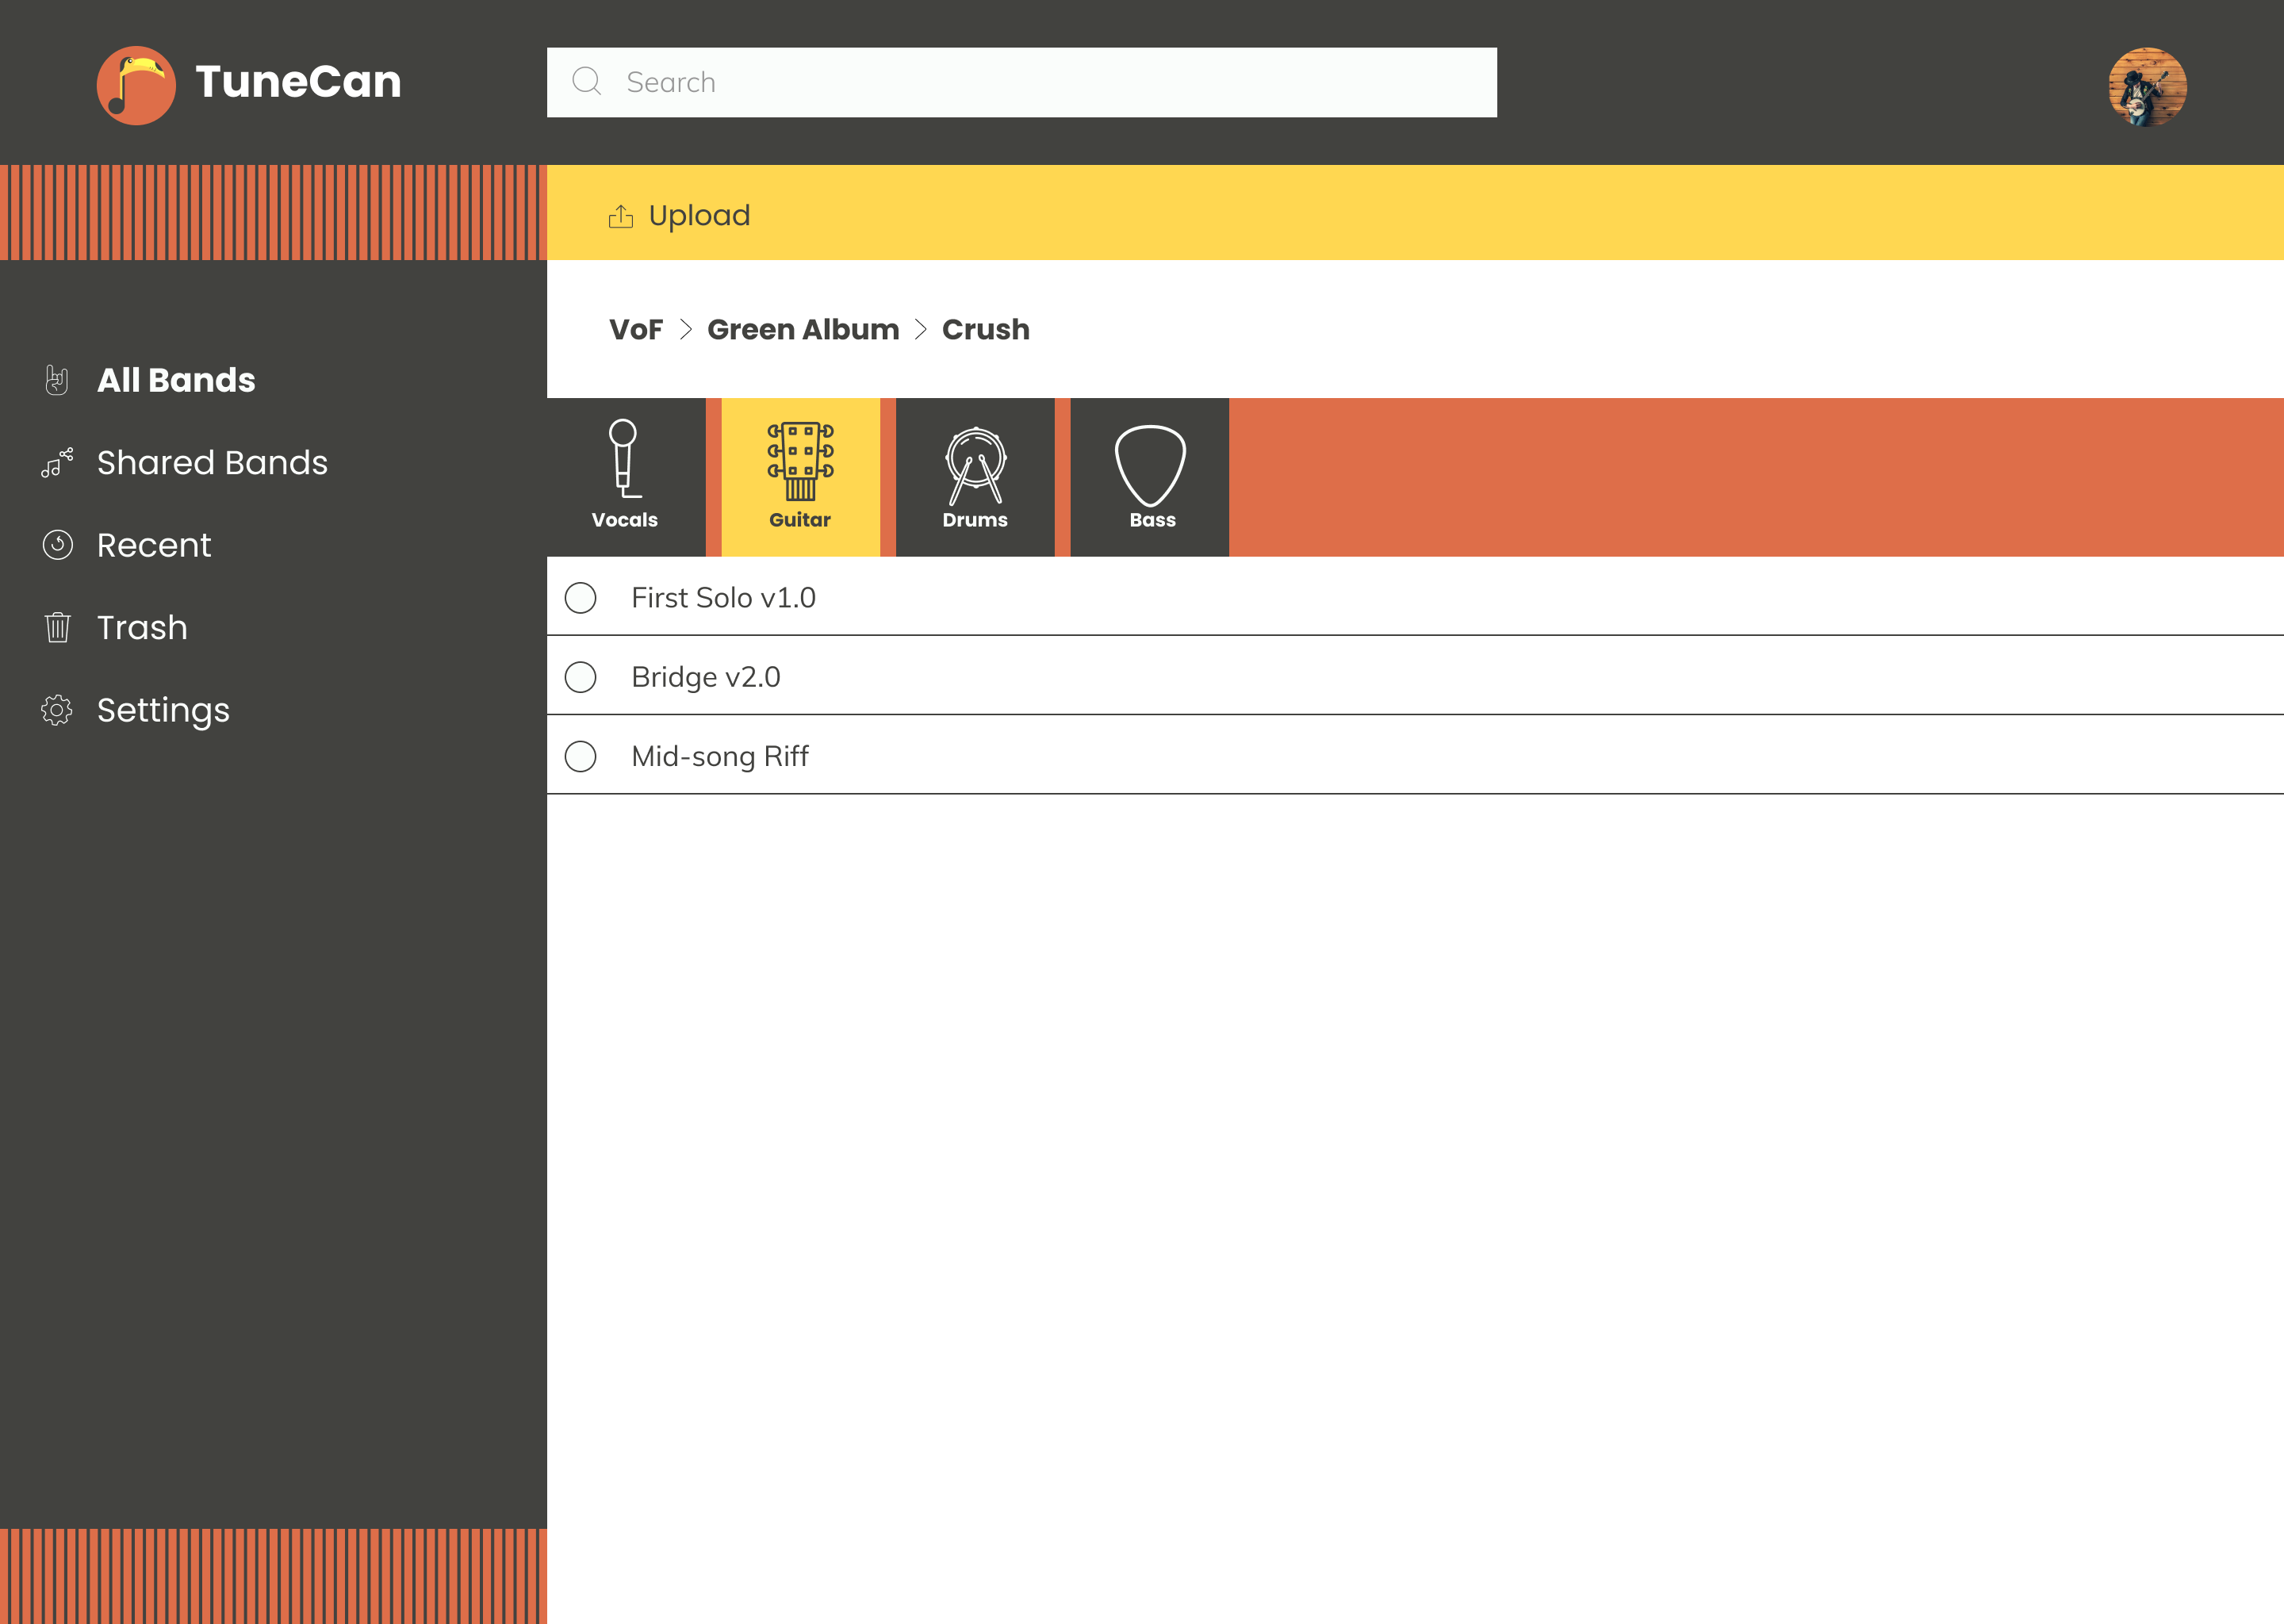 TuneCan
Search
Upload
VoF > Green Album > Crush
All Bands
Shared Bands
Recent
Trash
Settings
Vocals
Guitar
Drums
Bass
First Solo v1.0
Bridge v2.0
Mid-song Riff